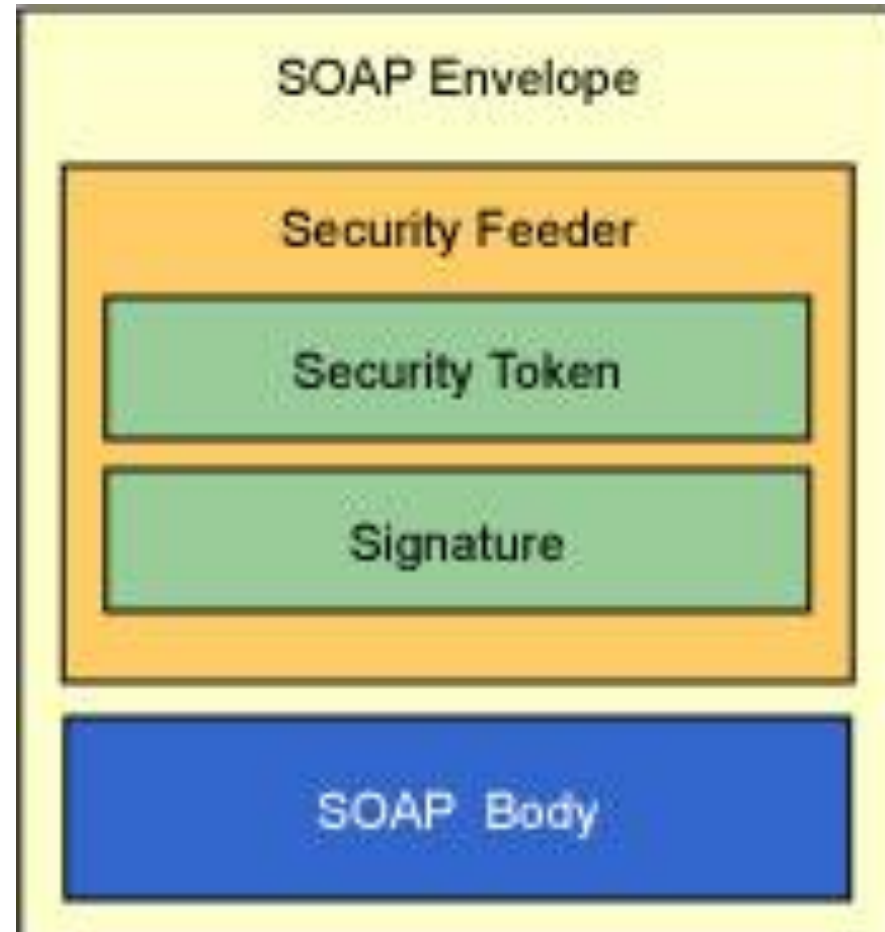 SOAP Envelope
Security Feeder
Security Token
Signature
SOAP Body